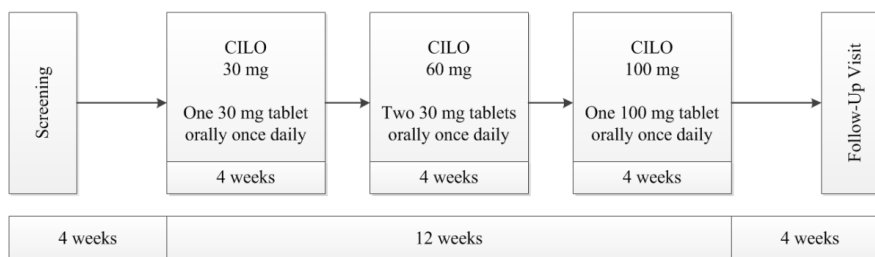 Screening
CILO
30 mg
One 30 mg tablet
orally once daily
4 weeks
CILO
60 mg
Two 30 mg tablets
orally once daily
4 weeks
CILO
100 mg
One 100 mg tablet
orally once daily
4 weeks
Follow-Up Visit
4 weeks
12 weeks
4 weeks